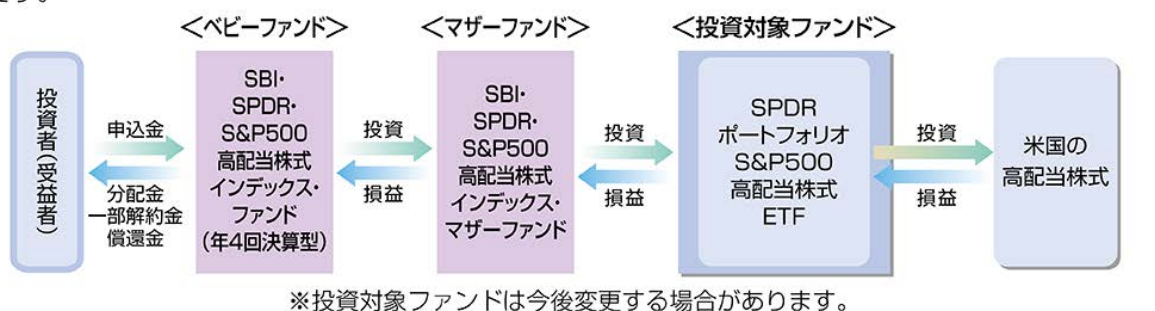 です。
＜ベビーファンド＞
＜マザーファンド＞
＜投資対象ファンド＞
投資者(受益者)
申込金
分配金
一部解約金
償還金
SBI・
SPDR・
S&P500
高配当株式
インデックス・
ファンド
(年4回決算型)
投資
損益
SBI・
SPDR・
S&P500
高配当株式
インデックス・
マザーファンド
投資
損益
SPDR
ポートフォリオ
S&P500
高配当株式
ETF
投資
損益
米国の
高配当株式
※投資対象ファンドは今後変更する場合があります。